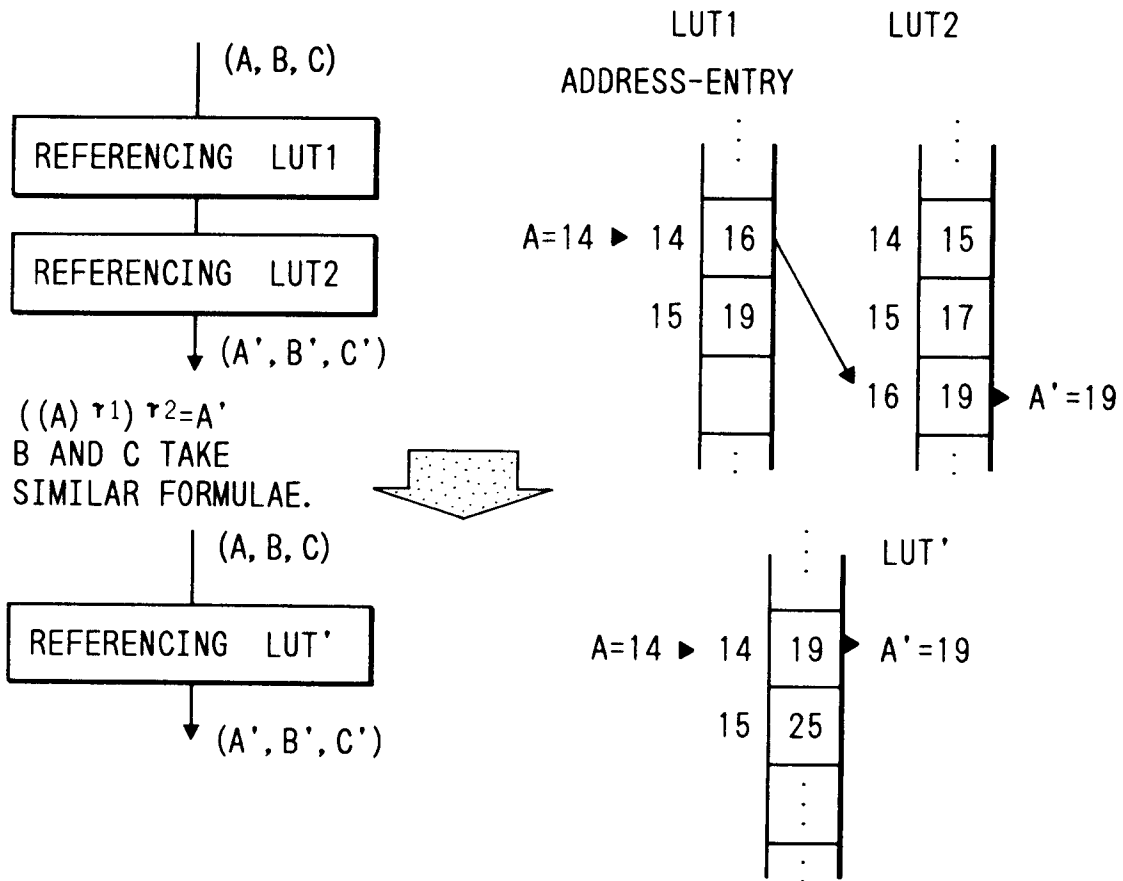 (A, B, C)
REFERENCING LUT1
REFERENCING LUT2
(A', B', C')
((A) γ1) γ2=A'
B AND C TAKE
SIMILAR FORMULAE.
(A, B, C)
REFERENCING LUT'
(A', B', C')
LUT1 LUT2
ADDRESS-ENTRY
A=14 14 16 14 15
15 19 15 17
16 19 A'=19
LUT'
A=14 14 19 A'=19
15 25